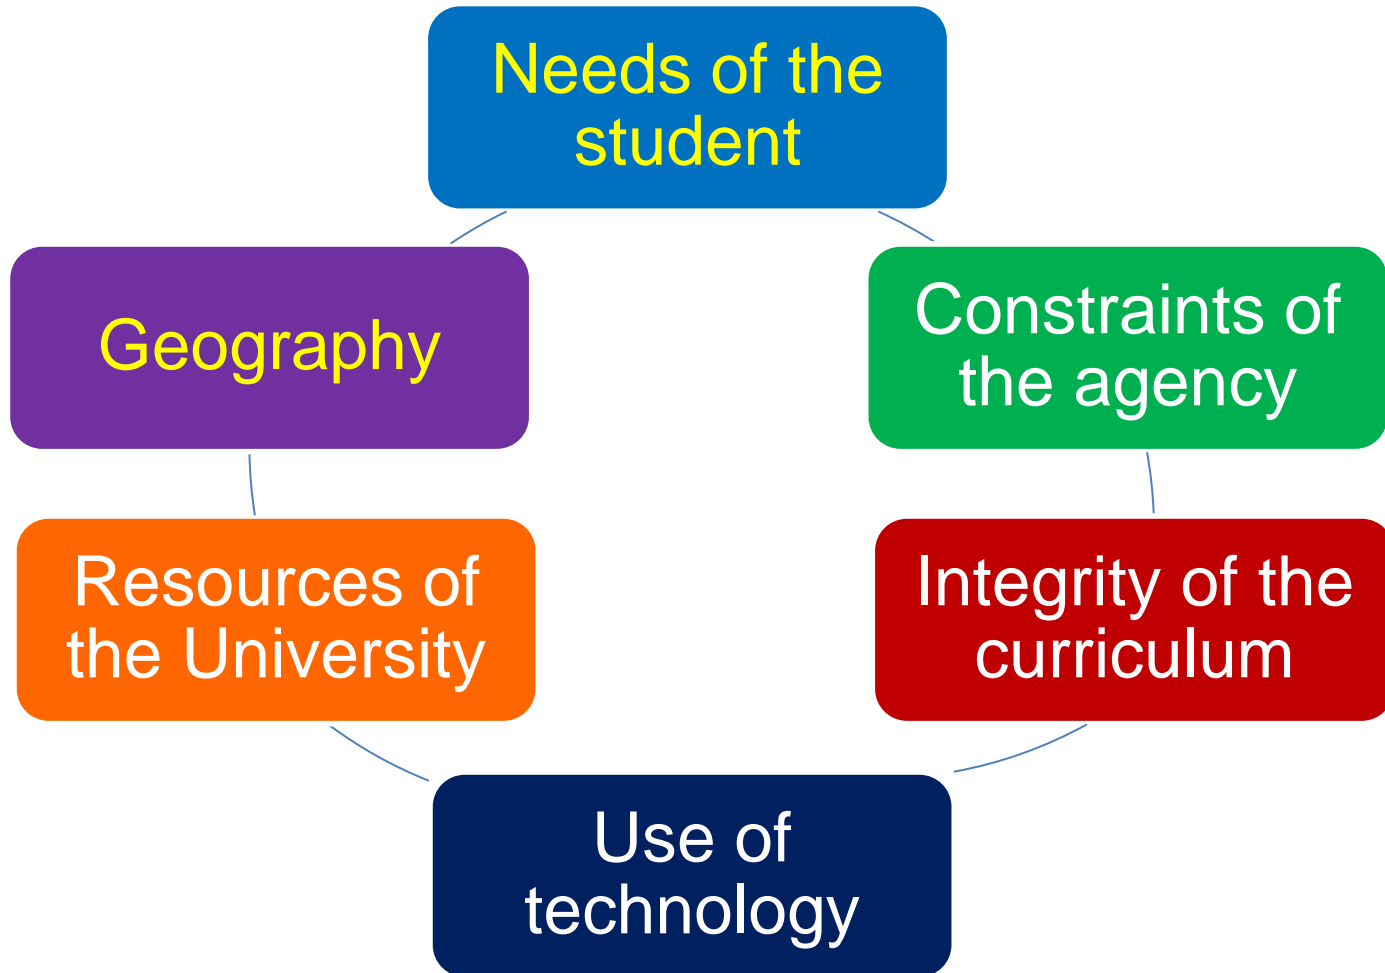 Needs of the
student
Geography
Constraints of
the agency
Resources of
the University
Integrity of the
curriculum
Use of
technology